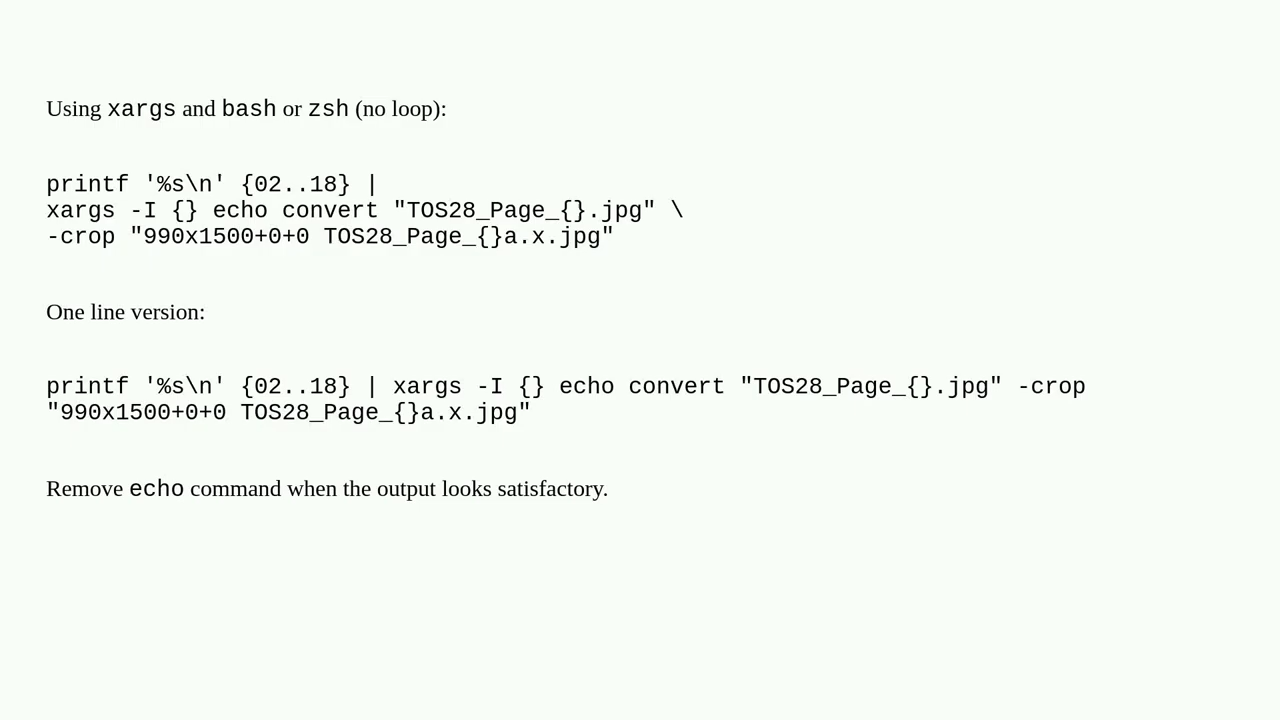 Using xargs and bash or zsh (no loop):
printf '%s\n' {02..18} |
xargs -I {} echo convert "TOS28_Page_{}.jpg" \
-crop "990x1500+0+0 TOS28_Page_{}a.x.jpg"
One line version:
printf '%s\n' {02..18} | xargs -I {} echo convert "TOS28_Page_{}.jpg" -crop
"990x1500+0+0 TOS28_Page_{}a.x.jpg"
Remove echo command when the output looks satisfactory.